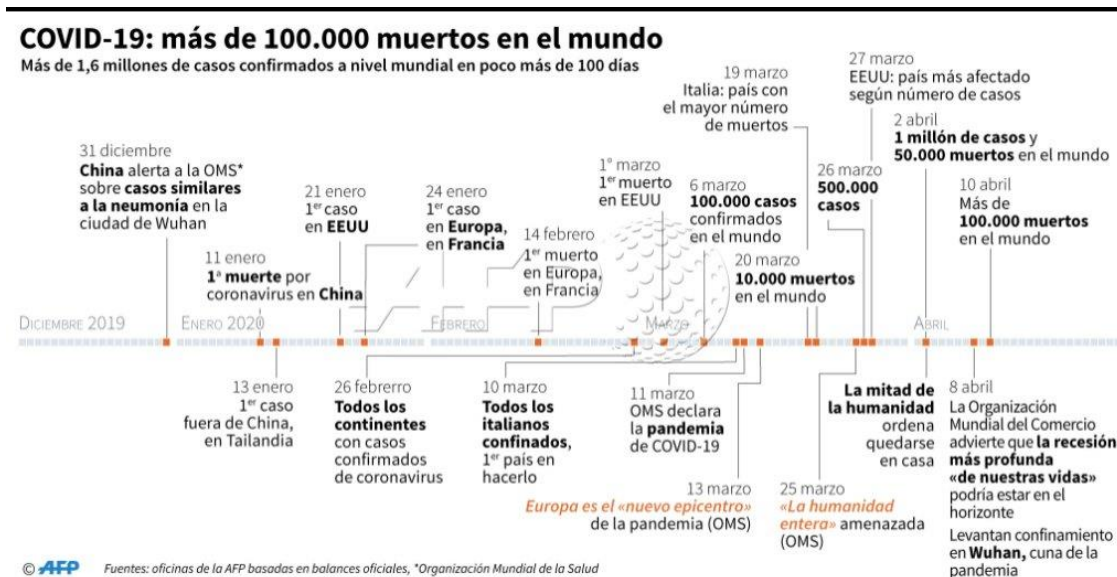 COVID-19: más de 100.000 muertos en el mundo
Más de 1,6 millones de casos confirmados a nivel mundial en poco más de 100 días
31 diciembre
China alerta a la OMS*
sobre casos similares
a la neumonía en la
ciudad de Wuhan
11 enero
1ª muerte por
coronavirus en China
21 enero
1er caso
en EEUU
24 enero
1er caso
en Europa,
en Francia
14 febrero
1er muerto
en Europa,
en Francia
1° marzo
1er muerto
en EEUU
6 marzo
100.000 casos
confirmados
en el mundo
19 marzo
Italia: país con
el mayor número
de muertos
20 marzo
10.000 muertos
en el mundo
26 marzo
500.000
casos
27 marzo
EEUU: país más afectado
según número de casos
2 abril
1 millón de casos y
50.000 muertos en el mundo
10 abril
Más de
100.000 muertos
en el mundo
AFP
DICIEMBRE 2019
ENERO 2020
FEBRERO
MARZO
ABRIL
13 enero
1er caso
fuera de China,
en Tailandia
26 febrerro
Todos los
continentes
con casos
confirmados
de coronavirus
10 marzo
Todos los
italianos
confinados,
1er país en
hacerlo
11 marzo
OMS declara
la pandemia
de COVID-19
13 marzo
Europa es el «nuevo epicentro»
de la pandemia (OMS)
25 marzo
«La humanidad
entera» amenazada
(OMS)
La mitad de
la humanidad
ordena
quedarse
en casa
8 abril
La Organización
Mundial del Comercio
advierte que la recesión
más profunda
«de nuestras vidas»
podría estar en el
horizonte
Levantan confinamiento
en Wuhan, cuna de la
pandemia
© AFP Fuentes: oficinas de la AFP basadas en balances oficiales, *Organización Mundial de la Salud